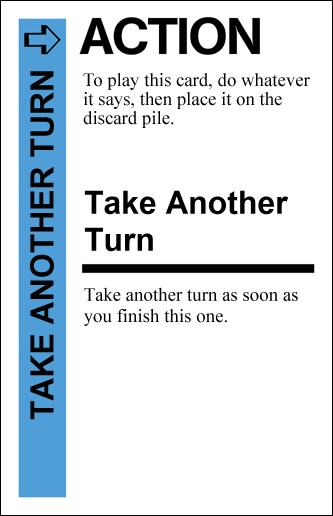 ACTION
To play this card, do whatever
it says, then place it on the
discard pile.
Take Another
Turn
Take another turn as soon as
you finish this one.
TAKE ANOTHER TURN